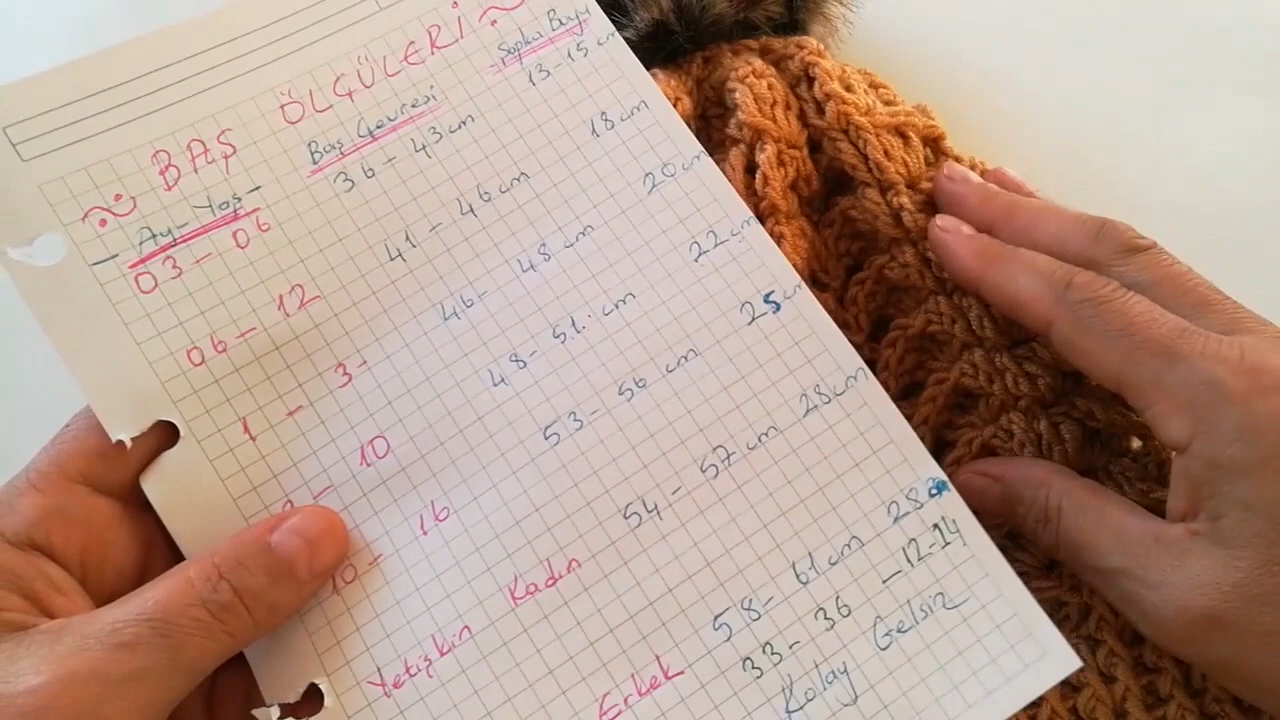 BAŞ ÖLÇÜLERİ
Ay-Yaş- Baş Çevresi Şapka Boyu
03-06 36-43 cm 13-15 cm
06-12 41-46 cm 18 cm
1-3- 46-48 cm 20 cm
3-10 48-51. cm 22 cm
10-16 53-56 cm 25 cm
Yetişkin Kadın 54-57 cm 28 cm
Erkek 58-61 cm 28
33-36 -12-14
Kolay Gelsin